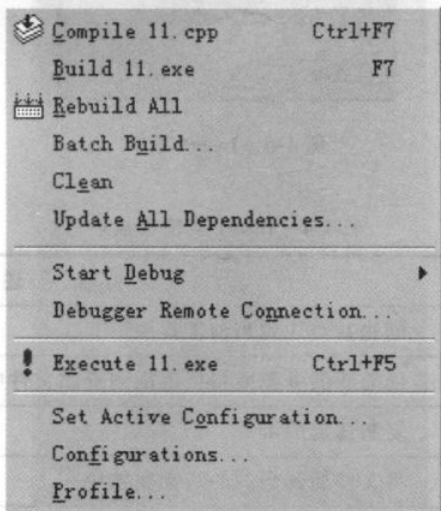 Compile 11.cpp Ctrl+F7
Build 11.exe F7
Rebuild All
Batch Build...
Clean
Update All Dependencies...
Start Debug
Debugger Remote Connection...
Execute 11.exe Ctrl+F5
Set Active Configuration...
Configurations...
Profile...